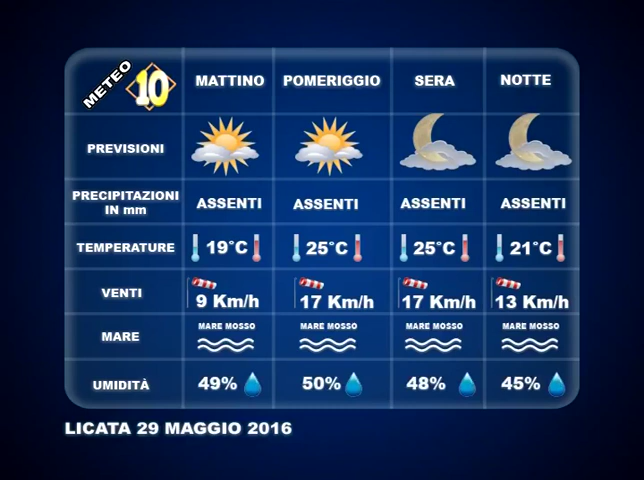 METEO 10 MATTINO POMERIGGIO SERA NOTTE
PREVISIONI
PRECIPITAZIONI
IN mm
ASSENTI ASSENTI ASSENTI ASSENTI
TEMPERATURE 19°C 25°C 25°C 21°C
VENTI 9 Km/h 17 Km/h 17 Km/h 13 Km/h
MARE MARE MOSSO MARE MOSSO MARE MOSSO MARE MOSSO
UMIDITÀ 49% 50% 48% 45%
LICATA 29 MAGGIO 2016